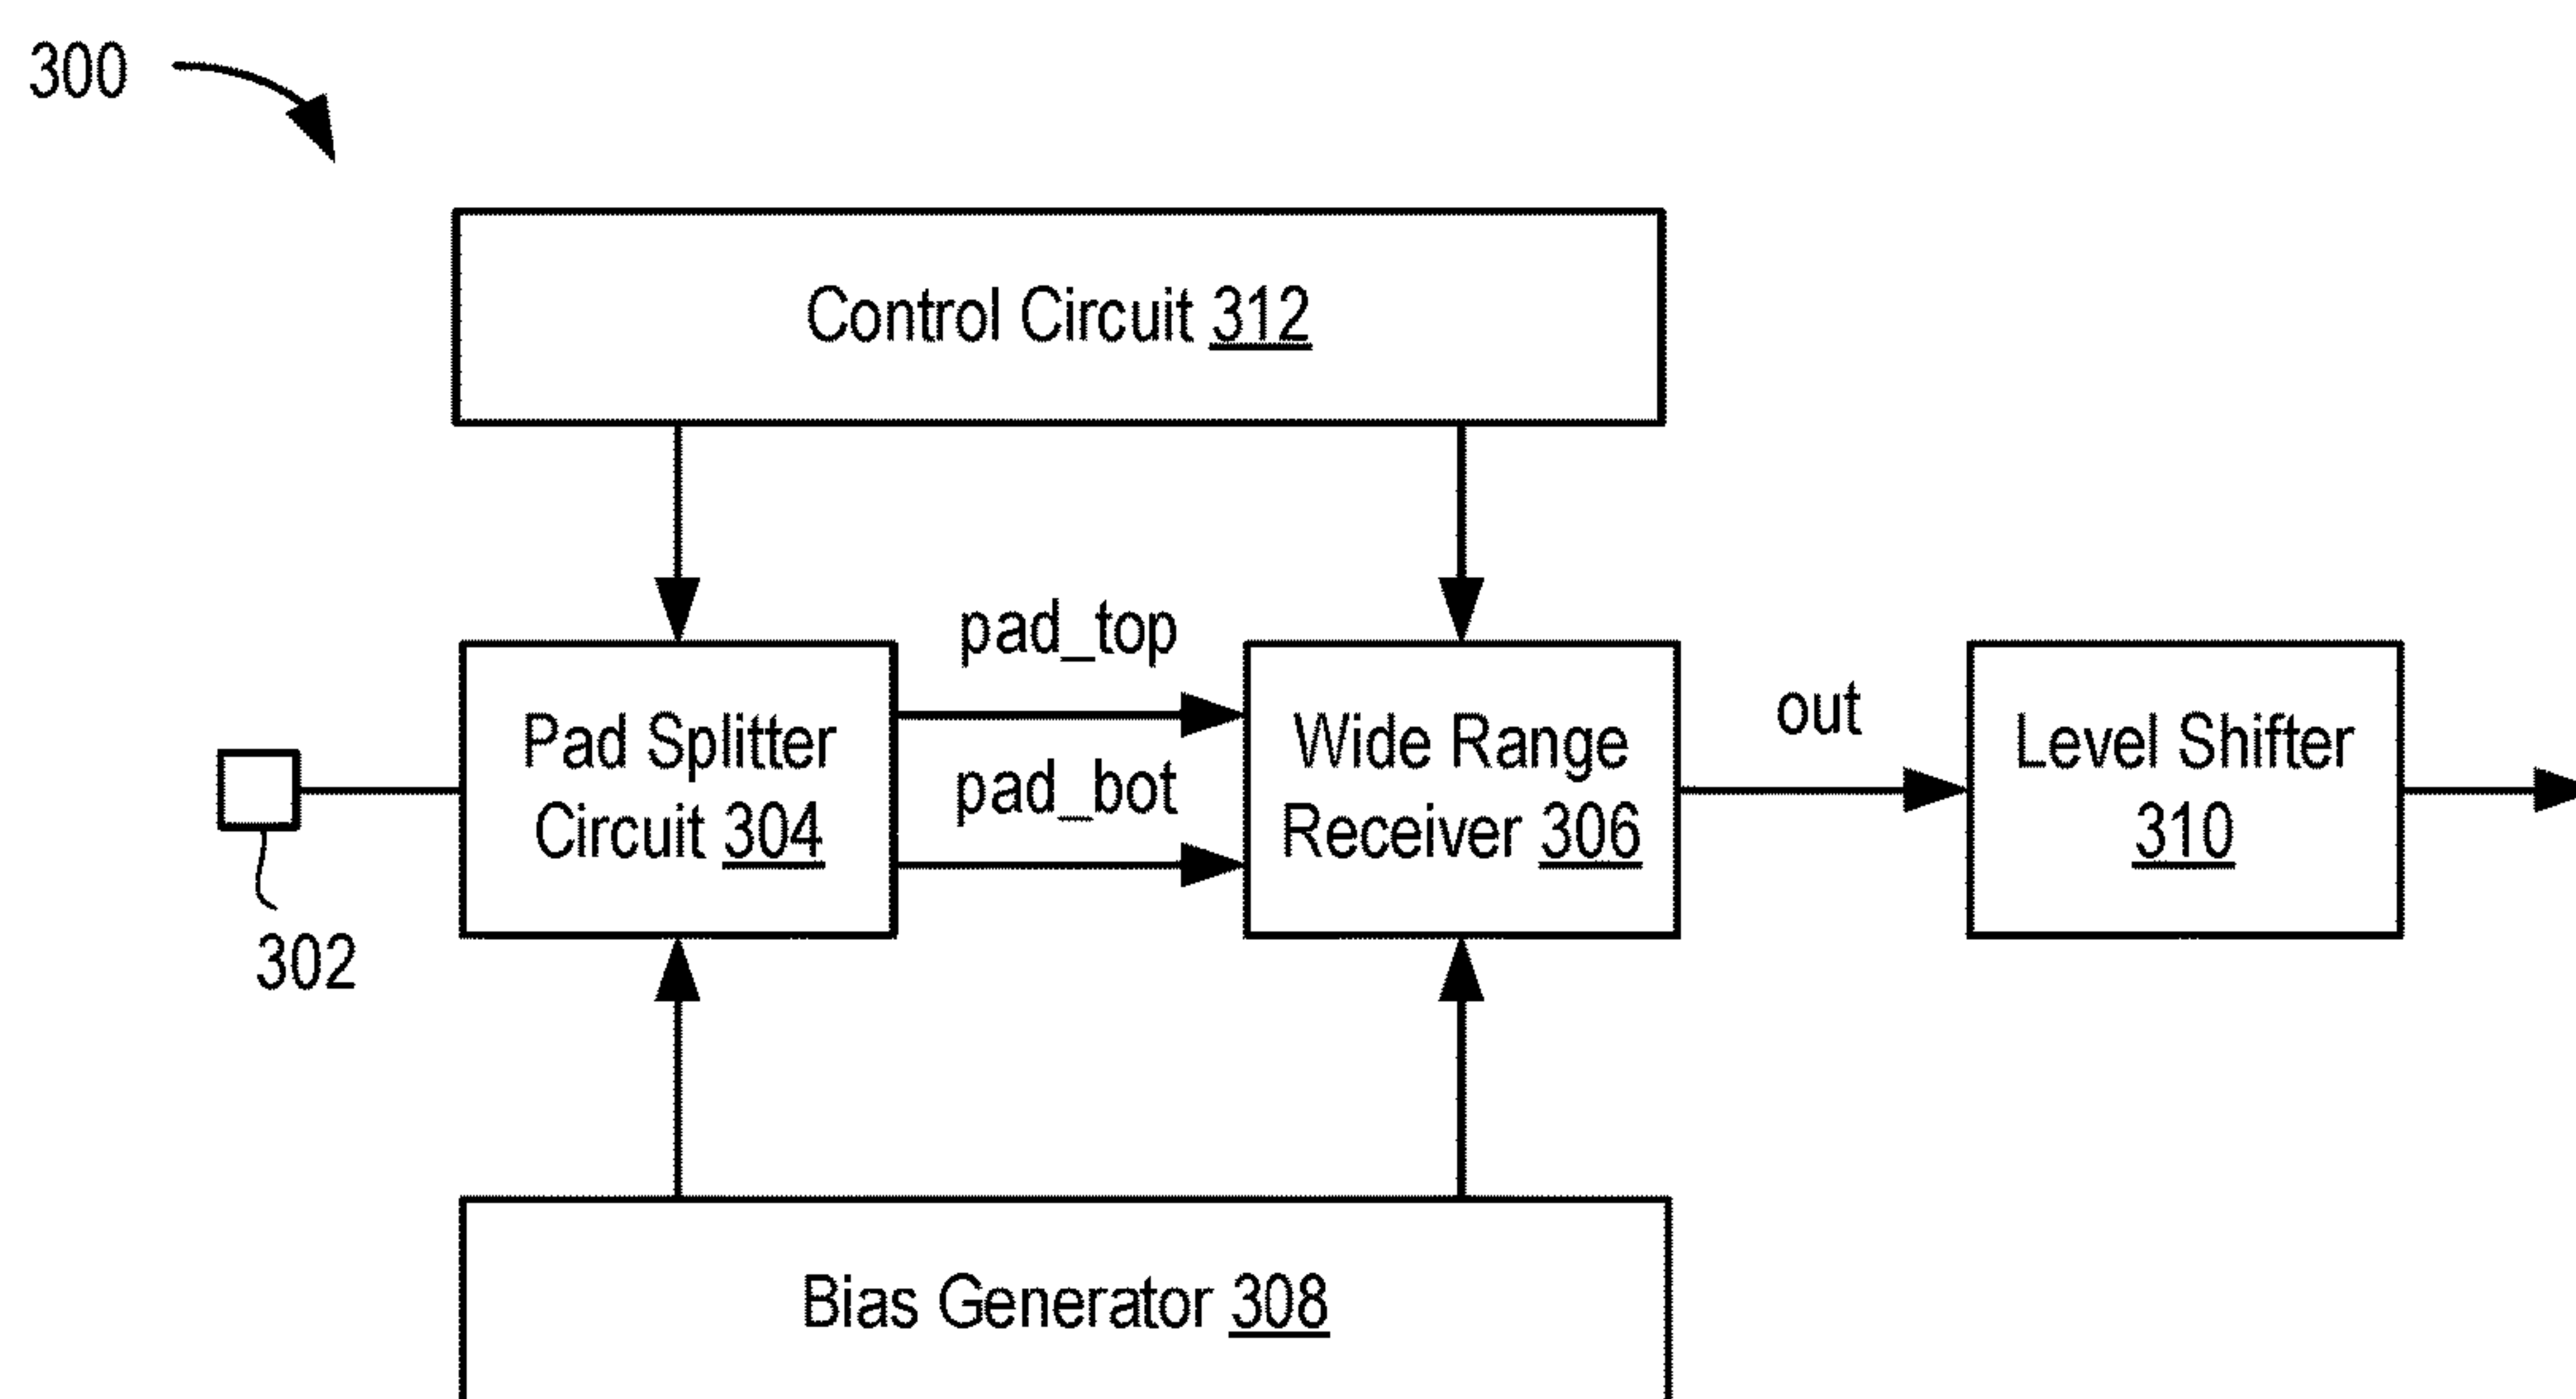 300
Control Circuit 312
pad_top
Pad Splitter
Circuit 304
pad_bot
Wide Range
Receiver 306
out
Level Shifter
310
302
Bias Generator 308